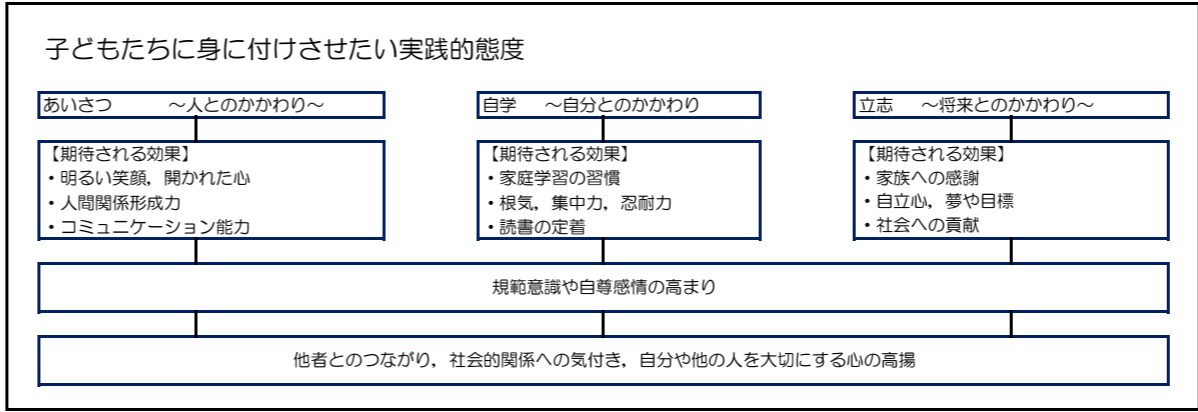 子どもたちに身に付けさせたい実践的態度
あいさつ　　～人とのかかわり～
自学　～自分とのかかわり
立志　～将来とのかかわり～
【期待される効果】
・明るい笑顔，開かれた心
・人間関係形成力
・コミュニケーション能力
【期待される効果】
・家庭学習の習慣
・根気，集中力，忍耐力
・読書の定着
【期待される効果】
・家族への感謝
・自立心，夢や目標
・社会への貢献
規範意識や自尊感情の高まり
他者とのつながり，社会的関係への気付き，自分や他の人を大切にする心の高揚